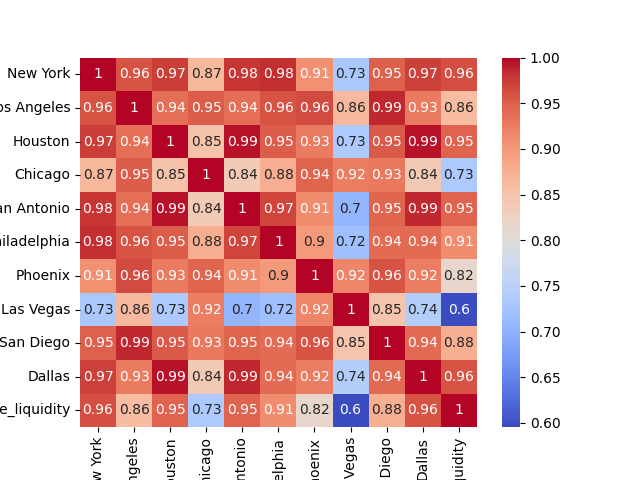 New York 1 0.96 0.97 0.87 0.98 0.98 0.91 0.73 0.95 0.97 0.96
os Angeles 0.96 1 0.94 0.95 0.94 0.96 0.96 0.86 0.99 0.93 0.86
Houston 0.97 0.94 1 0.85 0.99 0.95 0.93 0.73 0.95 0.99 0.95
Chicago 0.87 0.95 0.85 1 0.84 0.88 0.94 0.92 0.93 0.84 0.73
an Antonio 0.98 0.94 0.99 0.84 1 0.97 0.91 0.7 0.95 0.99 0.95
iladelphia 0.98 0.96 0.95 0.88 0.97 1 0.9 0.72 0.94 0.94 0.91
Phoenix 0.91 0.96 0.93 0.94 0.91 0.9 1 0.92 0.96 0.92 0.82
Las Vegas 0.73 0.86 0.73 0.92 0.7 0.72 0.92 1 0.85 0.74 0.6
San Diego 0.95 0.99 0.95 0.93 0.95 0.94 0.96 0.85 1 0.94 0.88
Dallas 0.97 0.93 0.99 0.84 0.99 0.94 0.92 0.74 0.94 1 0.96
e_liquidity 0.96 0.86 0.95 0.73 0.95 0.91 0.82 0.6 0.88 0.96 1
w York
ngeles
ouston
hicago
ntonio
elphia
hoenix
Vegas
Diego
Dallas
quidity
1.00
0.95
0.90
0.85
0.80
0.75
0.70
0.65
0.60